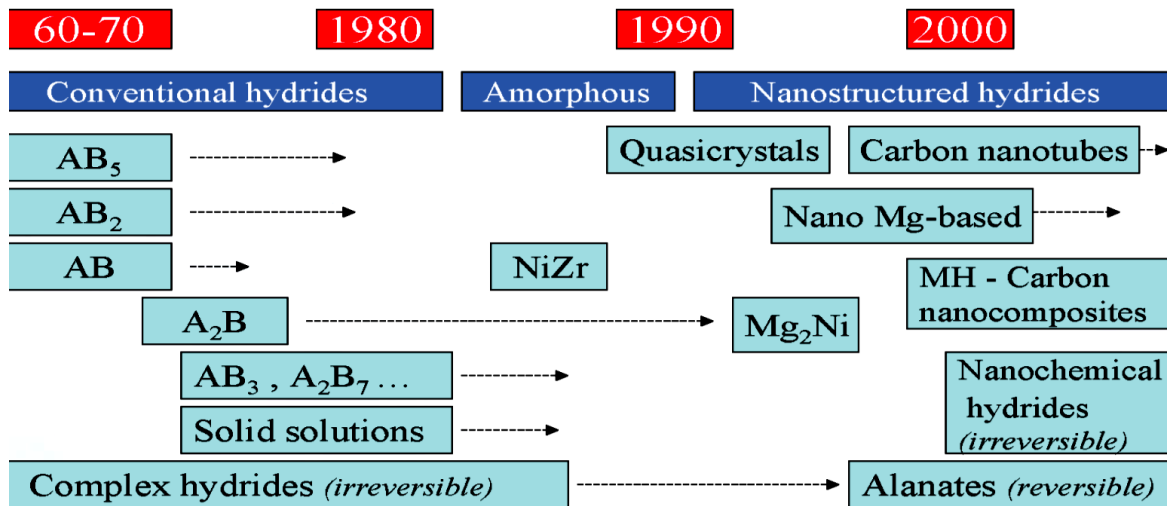 60-70 1980 1990 2000
Conventional hydrides Amorphous Nanostructured hydrides
AB₅ Quasicrystals Carbon nanotubes
AB₂ Nano Mg-based
AB NiZr MH - Carbon
nanocomposites
A₂B Mg₂Ni
AB₃ , A₂B₇ ... Nanochemical
hydrides
Solid solutions (irreversible)
Complex hydrides (irreversible) Alanates (reversible)